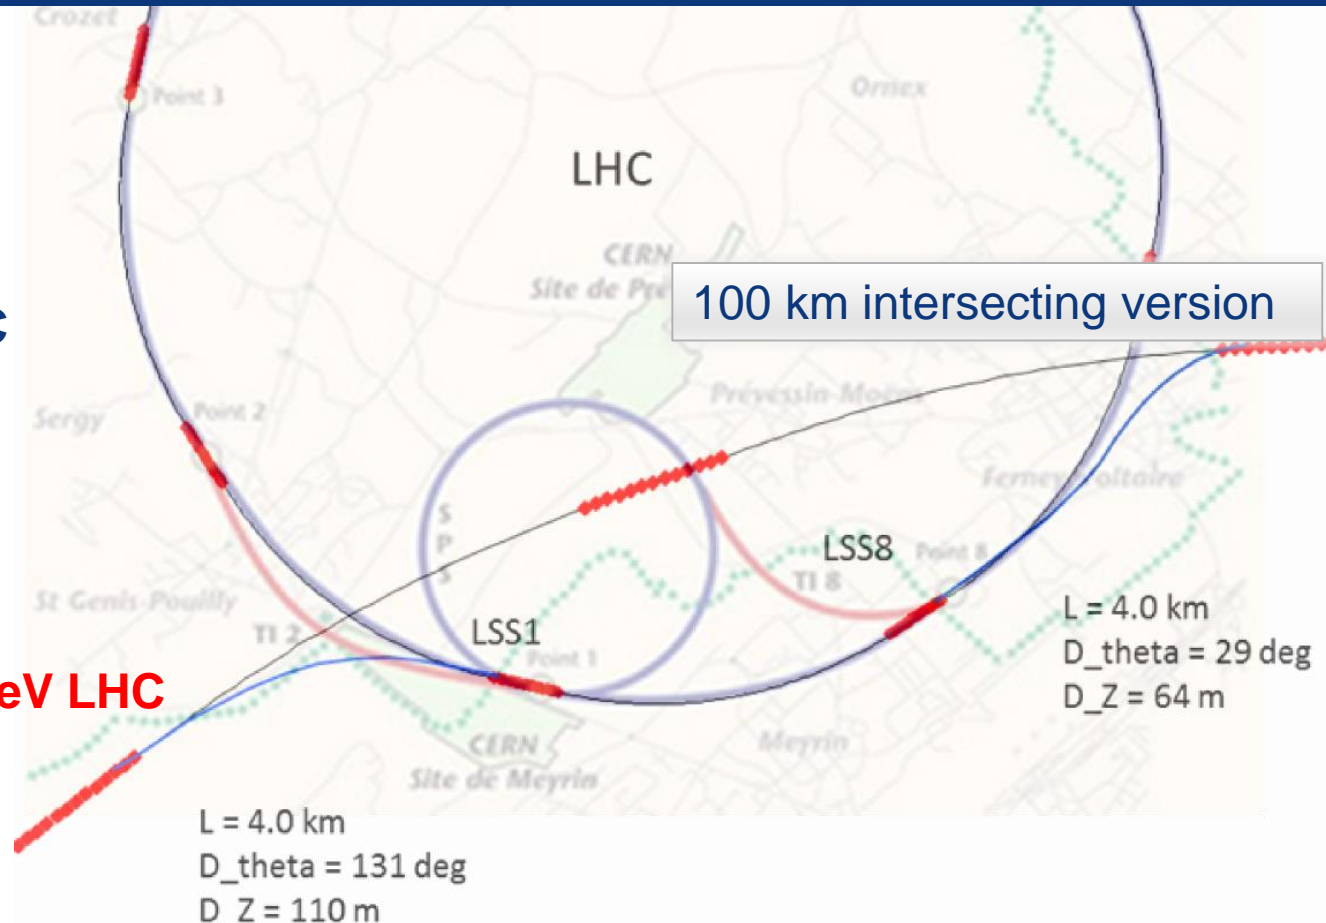 Crozet
Point 3
Ornex
LHC
CERN
Site de Pré
100 km intersecting version
C
Sergy
Point 2
Prévessin-Moëns
Ferney-Voltaire
S
P
S
LSS8
Point 8
TI 8
St Genis-Pouilly
TI 2
LSS1
Point 1
L = 4.0 km
D_theta = 29 deg
D_Z = 64 m
eV LHC
CERN
Site de Meyrin
Meyrin
L = 4.0 km
D_theta = 131 deg
D_Z = 110 m